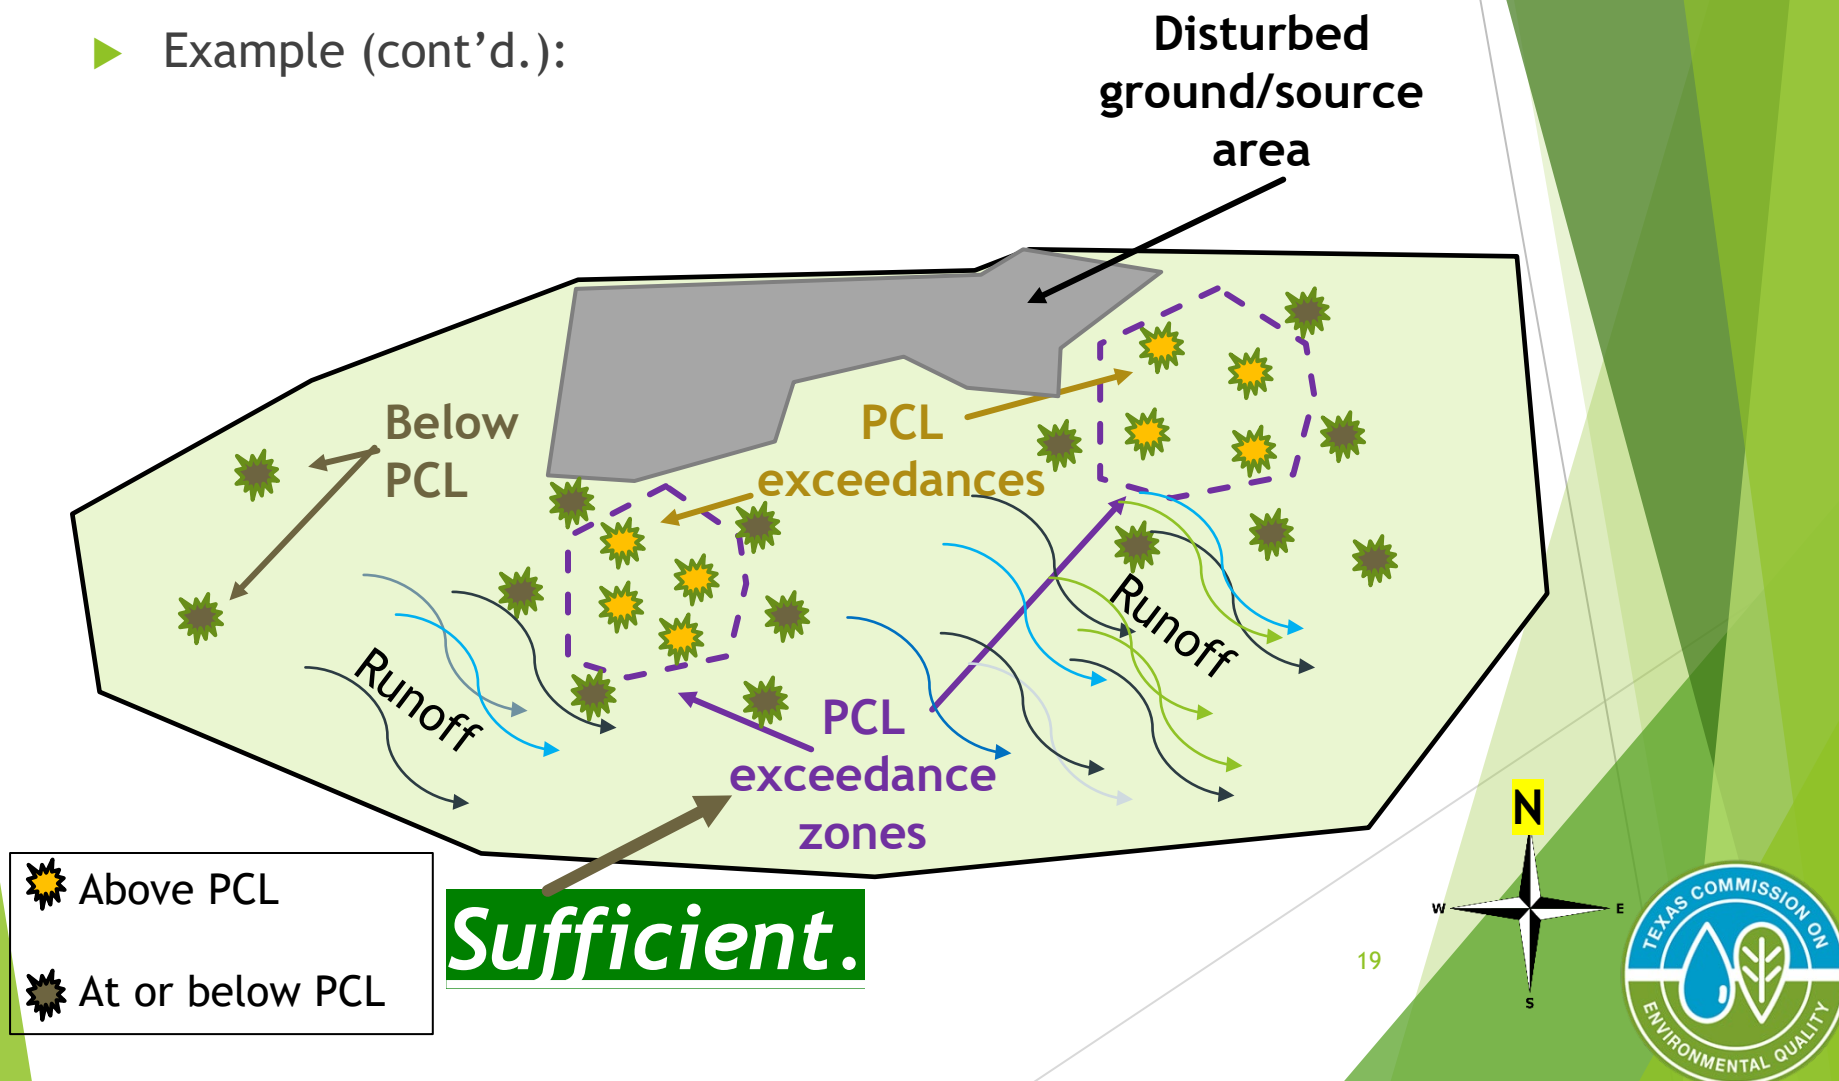 Example (cont’d.):
Disturbed
ground/source
area
Below
PCL
PCL
exceedances
Runoff
Runoff
PCL
exceedance
zones
Above PCL
At or below PCL
Sufficient.
19
N
W
E
S
TEXAS COMMISSION ON
ENVIRONMENTAL QUALITY